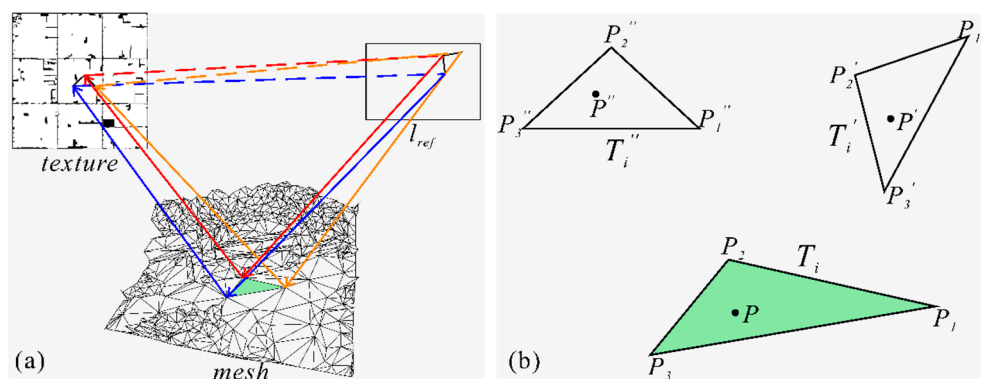 l_ref
texture
mesh
(a)
P_2''
P''
P_3''
P_1''
T_i''
P_1
P_2'
P'
T_i'
P_3'
P_2
T_i
P
P_1
P_3
(b)